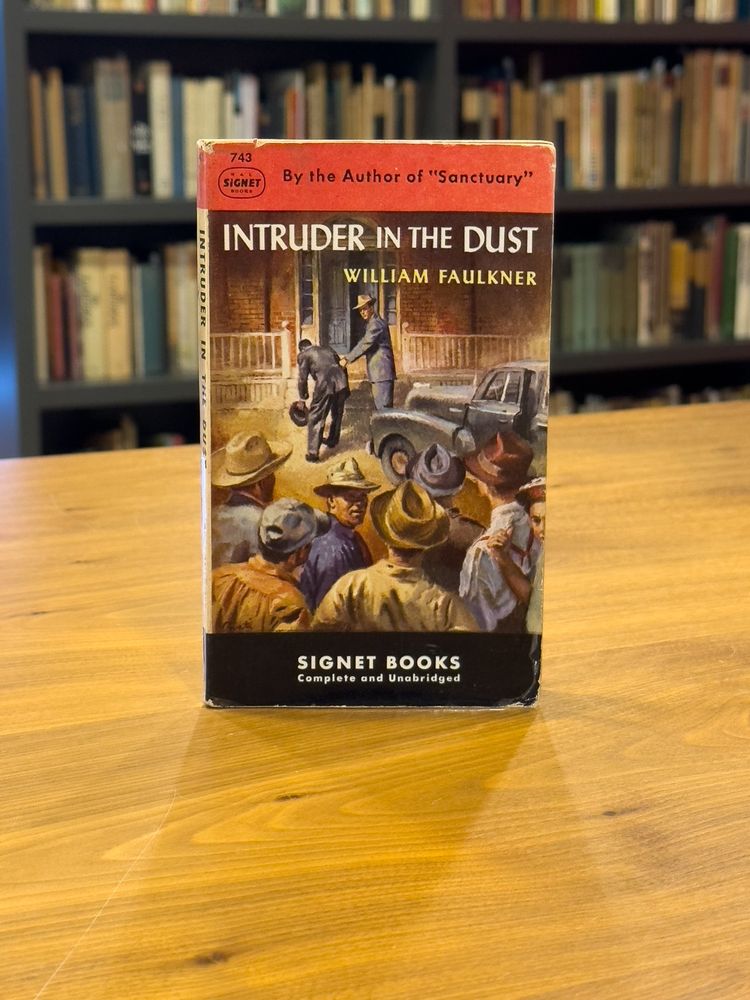 743
NAL
SIGNET
BOOKS
By the Author of "Sanctuary"
INTRUDER IN THE DUST
WILLIAM FAULKNER
INTRUDER IN THE DUST
SIGNET BOOKS
Complete and Unabridged